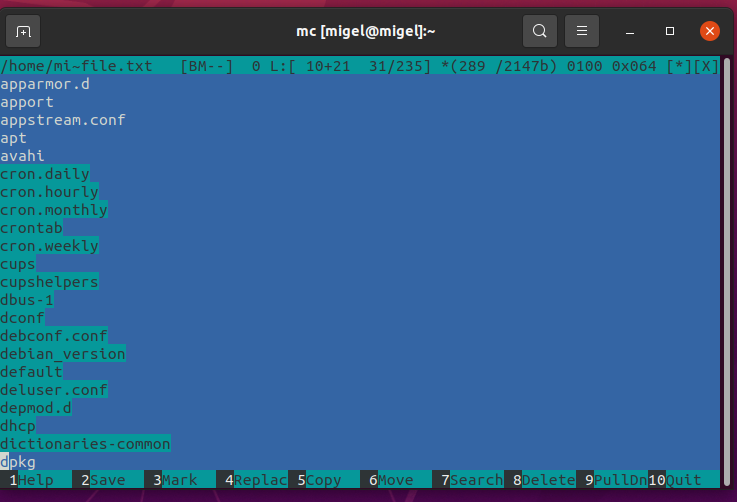 mc [migel@migel]:~
/home/mi~file.txt   [BM--]  0 L:[ 10+21  31/235] *(289 /2147b) 0100 0x064 [*][X]
apparmor.d
apport
appstream.conf
apt
avahi
cron.daily
cron.hourly
cron.monthly
crontab
cron.weekly
cups
cupshelpers
dbus-1
dconf
debconf.conf
debian_version
default
deluser.conf
depmod.d
dhcp
dictionaries-common
dpkg
1Help  2Save  3Mark  4Replac 5Copy  6Move  7Search 8Delete 9PullDn 10Quit